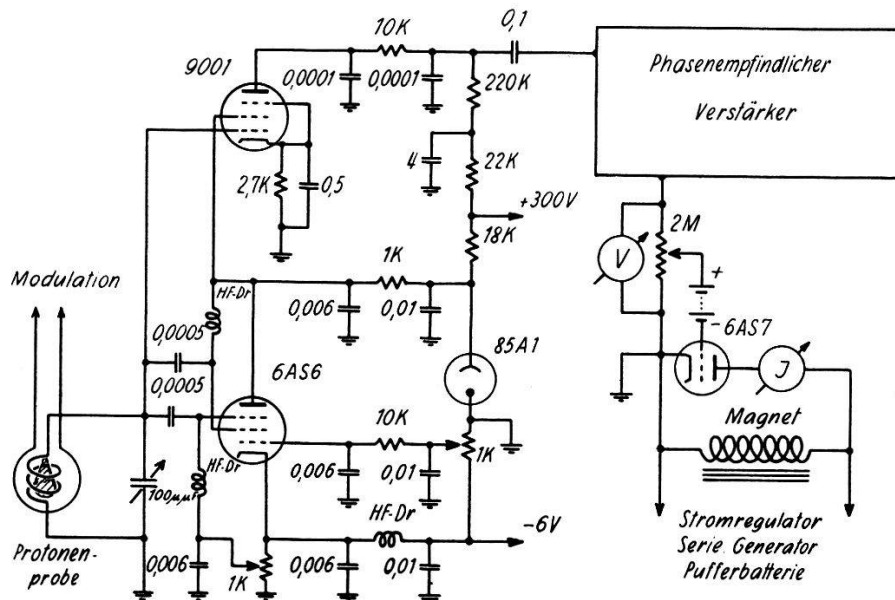 9001
10K
0,0001
0,0001
0,1
220K
Phasenempfindlicher
Verstärker
2,7K
0,5
4
22K
+300V
18K
2M
V
+
Modulation
HF-Dr
1K
0,006
0,01
0,0005
0,0005
6AS6
85A1
-6AS7
J
Magnet
10K
1K
HF-Dr
100µµF
0,006
0,01
HF-Dr
-6V
Protonen-
probe
0,006
1K
0,006
0,01
Stromregulator
Serie. Generator
Pufferbatterie